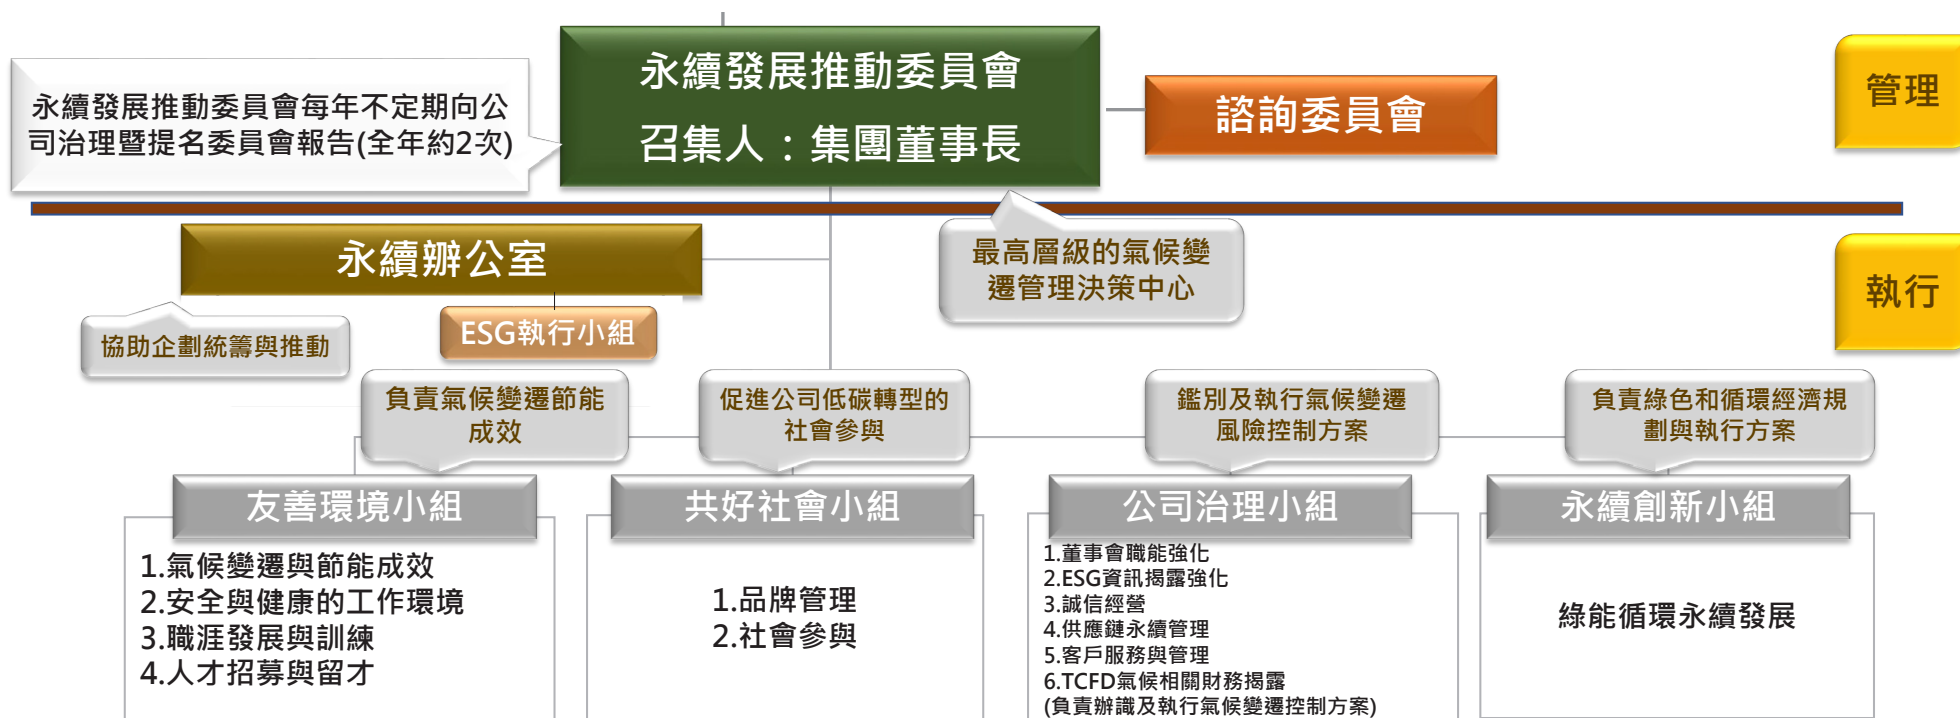 永續發展推動委員會
召集人：集團董事長
永續發展推動委員會每年不定期向公
司治理暨提名委員會報告(全年約2次)
諮詢委員會
管理
永續辦公室
最高層級的氣候變
遷管理決策中心
執行
協助企劃統籌與推動
ESG執行小組
負責氣候變遷節能
成效
促進公司低碳轉型的
社會參與
鑑別及執行氣候變遷
風險控制方案
負責綠色和循環經濟規
劃與執行方案
友善環境小組
1.氣候變遷與節能成效
2.安全與健康的工作環境
3.職涯發展與訓練
4.人才招募與留才
共好社會小組
1.品牌管理
2.社會參與
公司治理小組
1.董事會職能強化
2.ESG資訊揭露強化
3.誠信經營
4.供應鏈永續管理
5.客戶服務與管理
6.TCFD氣候相關財務揭露
(負責辦識及執行氣候變遷控制方案)
永續創新小組
綠能循環永續發展